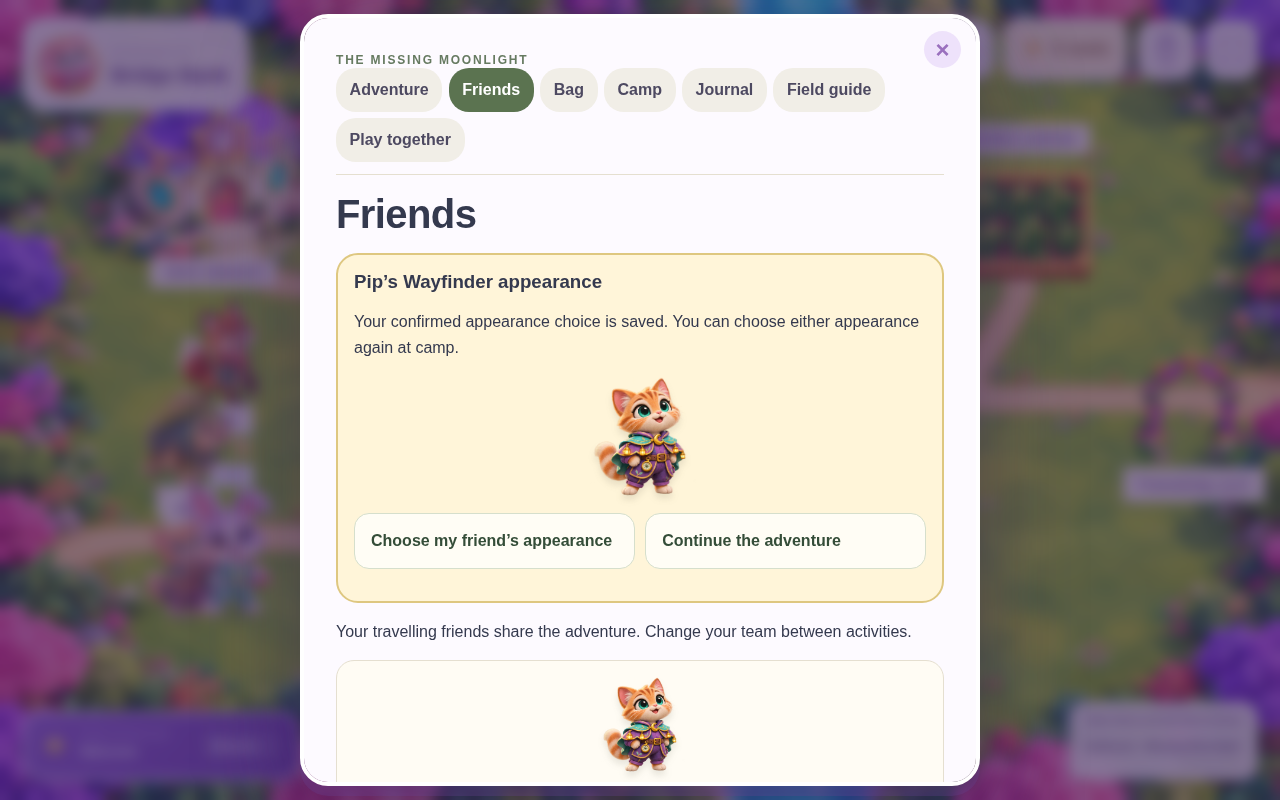 THE MISSING MOONLIGHT
Adventure
Friends
Bag
Camp
Journal
Field guide
Play together
×
Friends
Pip’s Wayfinder appearance
Your confirmed appearance choice is saved. You can choose either appearance
again at camp.
Choose my friend’s appearance
Continue the adventure
Your travelling friends share the adventure. Change your team between activities.